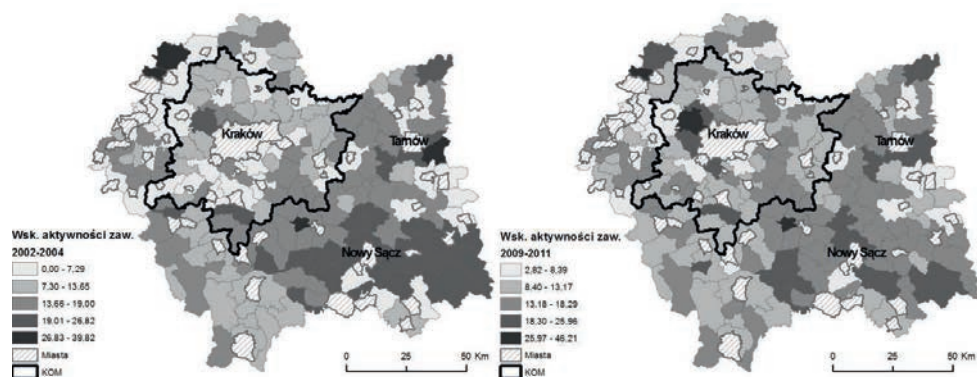 Kraków
Tarnów
Nowy Sącz
Wsk. aktywności zaw.
2002-2004
0,00 - 7,29
7,30 - 13,65
13,66 - 19,00
19,01 - 26,82
26,83 - 39,82
Miasta
KOM
0 25 50 Km
Kraków
Tarnów
Nowy Sącz
Wsk. aktywności zaw.
2009-2011
2,82 - 8,39
8,40 - 13,17
13,18 - 18,29
18,30 - 25,96
25,97 - 46,21
Miasta
KOM
0 25 50 Km